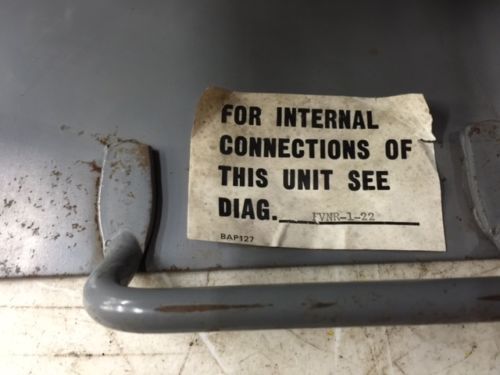 FOR INTERNAL
CONNECTIONS OF
THIS UNIT SEE
DIAG. FVNR-1-22
BAP127